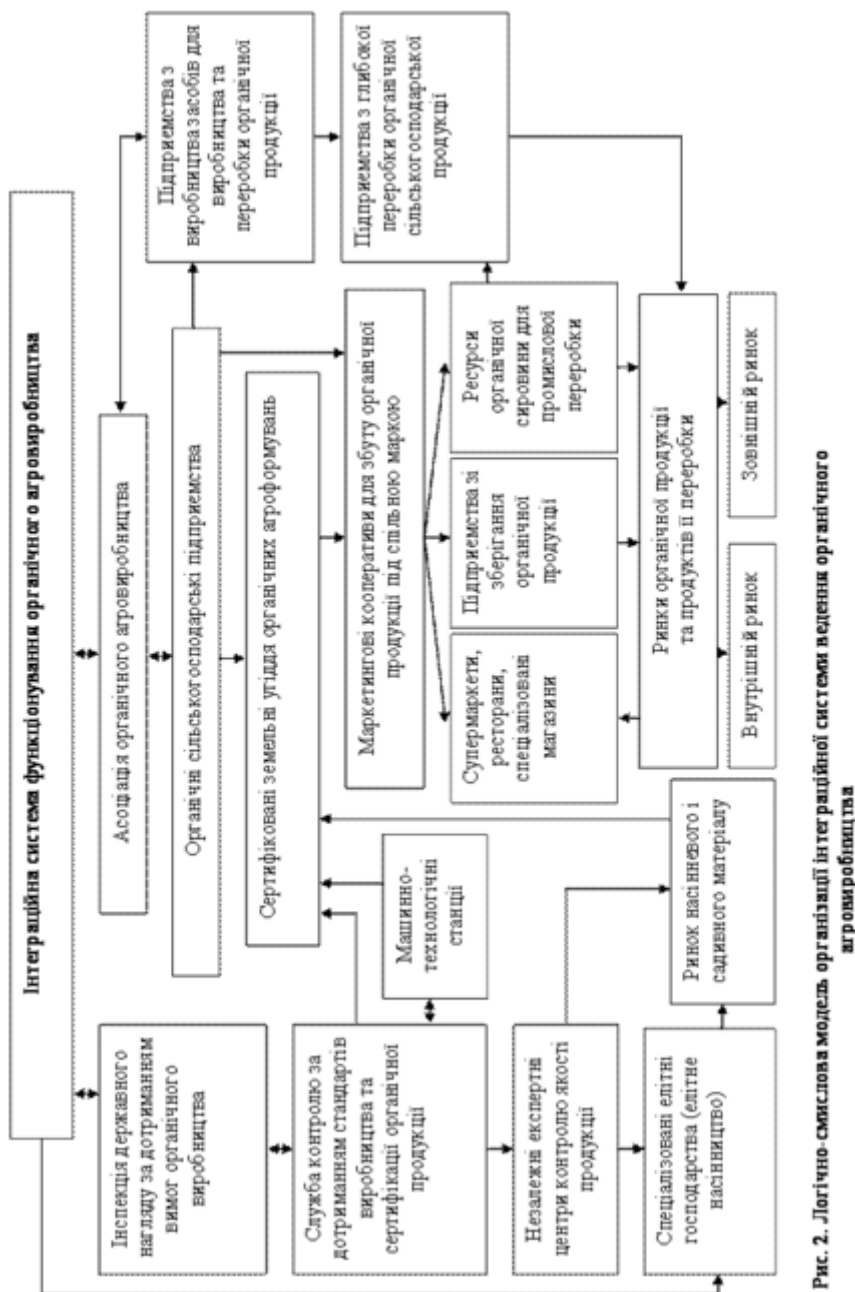 Інтеграційна система функціонування органічного агровиробництва
Інспекція державного
нагляду за дотриманням
вимог органічного
виробництва
Асоціація органічного агровиробництва
Підприємства з
виробництва засобів для
виробництва та
переробки органічної
продукції
Органічні сільськогосподарські підприємства
Служба контролю за
дотриманням стандартів
виробництва та
сертифікації органічної
продукції
Сертифіковані земельні угіддя органічних агроформувань
Машинно-
технологічні
станції
Маркетингові кооперативи для збуту органічної
продукції під спільною маркою
Підприємства з глибокої
переробки органічної
сільськогосподарської
продукції
Незалежні експертні
центри контролю якості
продукції
Супермаркети,
ресторани,
спеціалізовані
магазини
Підприємства зі
зберігання
органічної
продукції
Ресурси
органічної
сировини для
промислової
переробки
Спеціалізовані елітні
господарства (елітне
насінництво)
Ринок насіннєвого і
садивного матеріалу
Ринки органічної продукції
та продуктів її переробки
Внутрішній ринок
Зовнішній ринок
Рис. 2. Логічно-смислова модель організації інтеграційної системи ведення органічного
агровиробництва